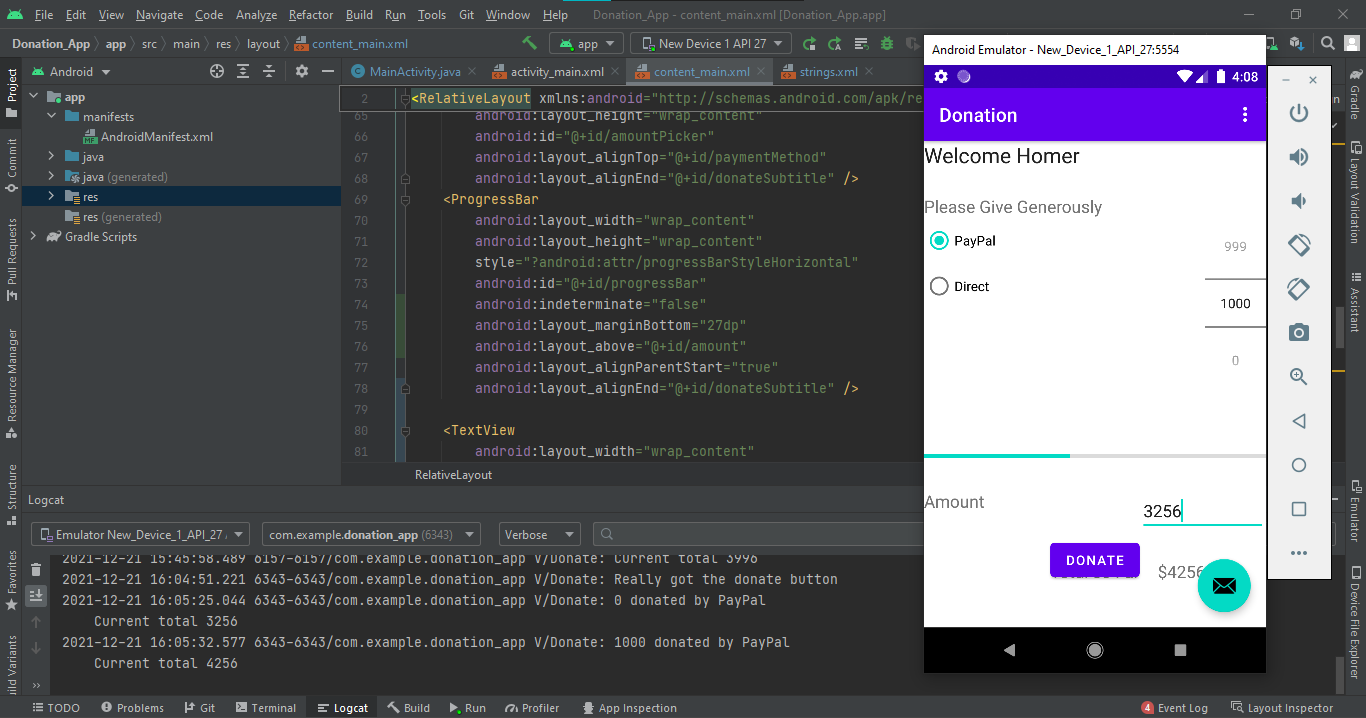 File Edit View Navigate Code Analyze Refactor Build Run Tools Git Window Help Donation_App - content_main.xml [Donation_App.app]
Donation_App app src main res layout content_main.xml app New Device 1 API 27
Android MainActivity.java activity_main.xml content_main.xml strings.xml
app
manifests
AndroidManifest.xml
java
java (generated)
res
res (generated)
Gradle Scripts
Project
Commit
Pull Requests
Resource Manager
Structure
Favorites
2 <RelativeLayout xmlns:android="http://schemas.android.com/apk/re
65 android:layout_height="wrap_content"
66 android:id="@+id/amountPicker"
67 android:layout_alignTop="@+id/paymentMethod"
68 android:layout_alignEnd="@+id/donateSubtitle" />
69 <ProgressBar
70 android:layout_width="wrap_content"
71 android:layout_height="wrap_content"
72 style="?android:attr/progressBarStyleHorizontal"
73 android:id="@+id/progressBar"
74 android:indeterminate="false"
75 android:layout_marginBottom="27dp"
76 android:layout_above="@+id/amount"
77 android:layout_alignParentStart="true"
78 android:layout_alignEnd="@+id/donateSubtitle" />
79
80 <TextView
81 android:layout_width="wrap_content"
RelativeLayout
Android Emulator - New_Device_1_API_27:5554
4:08
Donation
Welcome Homer
Please Give Generously
PayPal
999
Direct
1000
0
Amount
3256
DONATE
$4256
Gradle
Layout Validation
Assistant
Emulator
Device File Explorer
Logcat
Emulator New_Device_1_API_27 com.example.donation_app (6343) Verbose
2021-12-21 15:45:58.489 6157-6157/com.example.donation_app V/Donate: Current total 3996
2021-12-21 16:04:51.221 6343-6343/com.example.donation_app V/Donate: Really got the donate button
2021-12-21 16:05:25.044 6343-6343/com.example.donation_app V/Donate: 0 donated by PayPal
Current total 3256
2021-12-21 16:05:32.577 6343-6343/com.example.donation_app V/Donate: 1000 donated by PayPal
Current total 4256
TODO Problems Git Terminal Logcat Build Run Profiler App Inspection 4 Event Log Layout Inspector